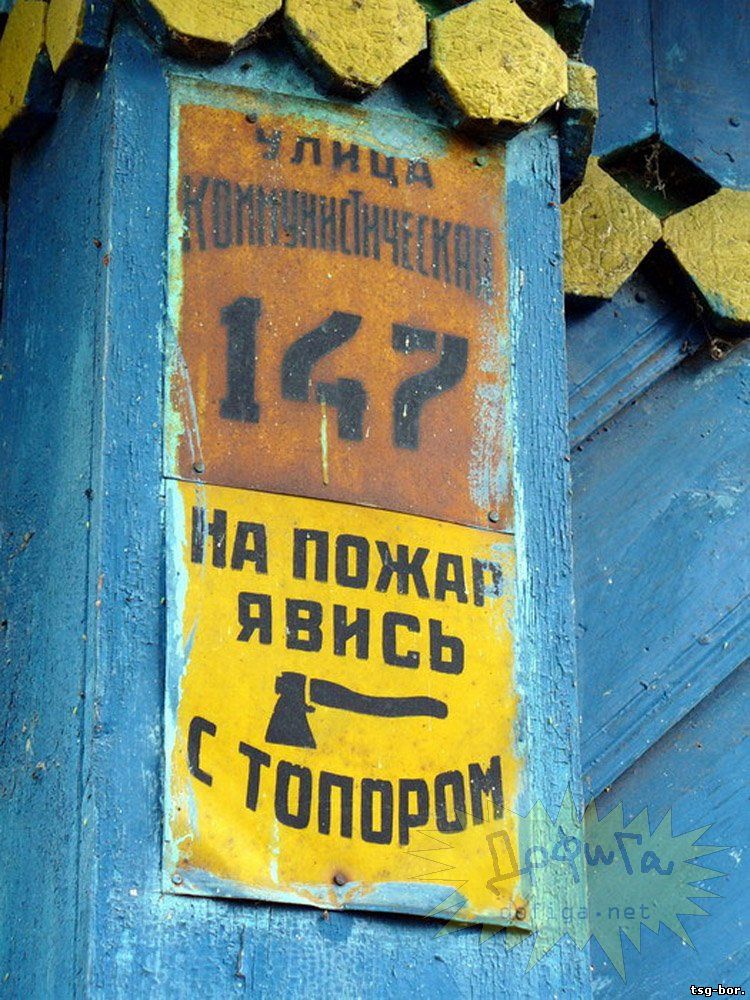 УЛИЦА
КОММУНИСТИЧЕСКАЯ
147
НА ПОЖАР
ЯВИСЬ
С ТОПОРОМ
ДоФиГа
dofiga.net
tsg-bor.